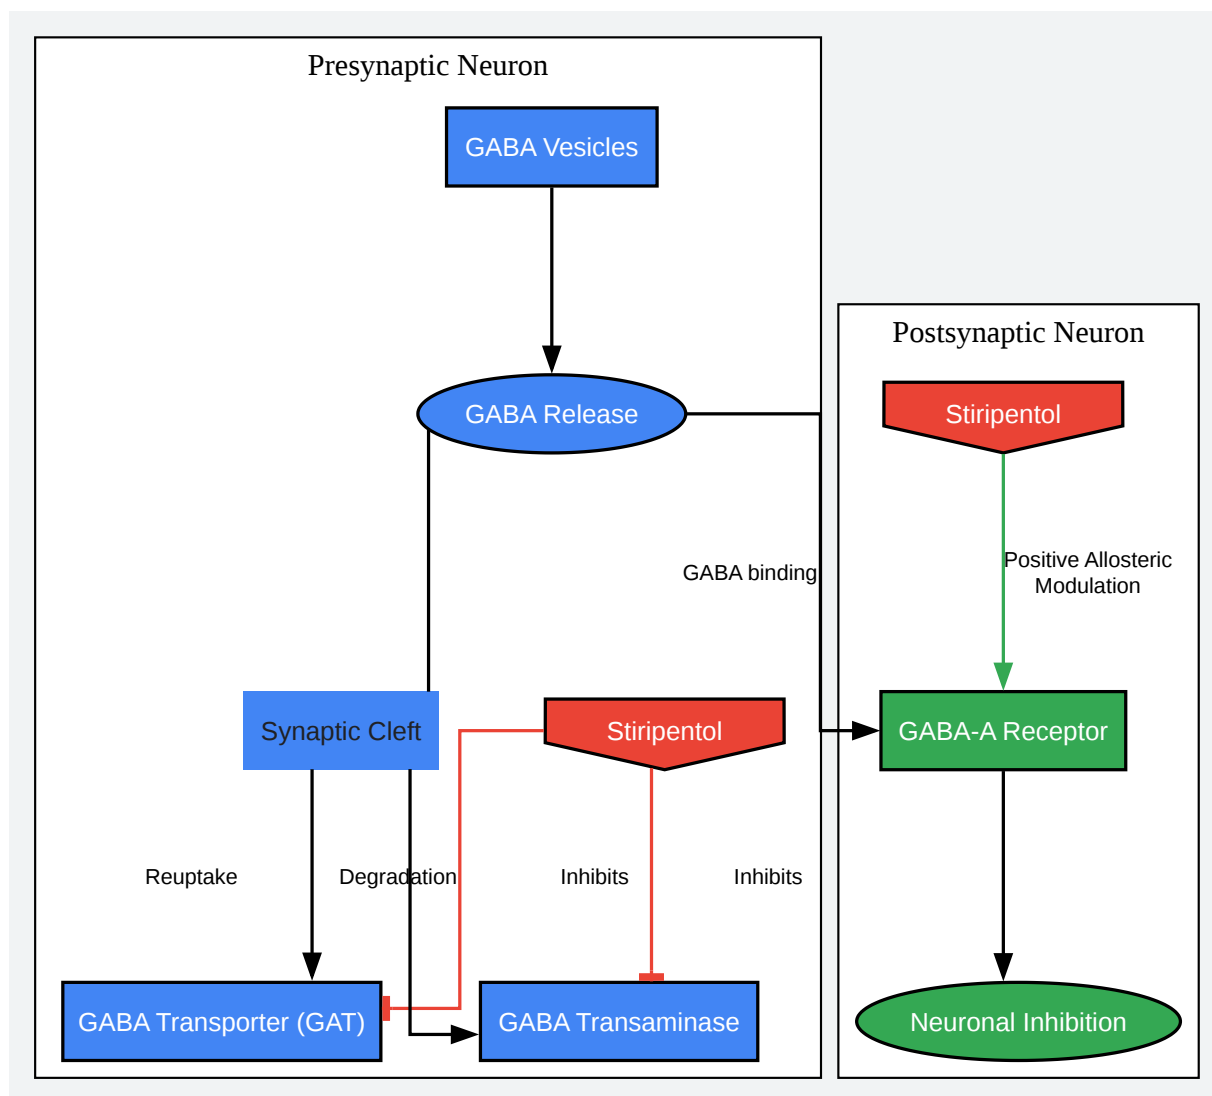 Presynaptic Neuron
GABA Vesicles
GABA Release
Postsynaptic Neuron
Stiripentol
GABA binding
Positive Allosteric
Modulation
Synaptic Cleft
Stiripentol
GABA-A Receptor
Reuptake
Degradation
Inhibits
Inhibits
GABA Transporter (GAT)
GABA Transaminase
Neuronal Inhibition